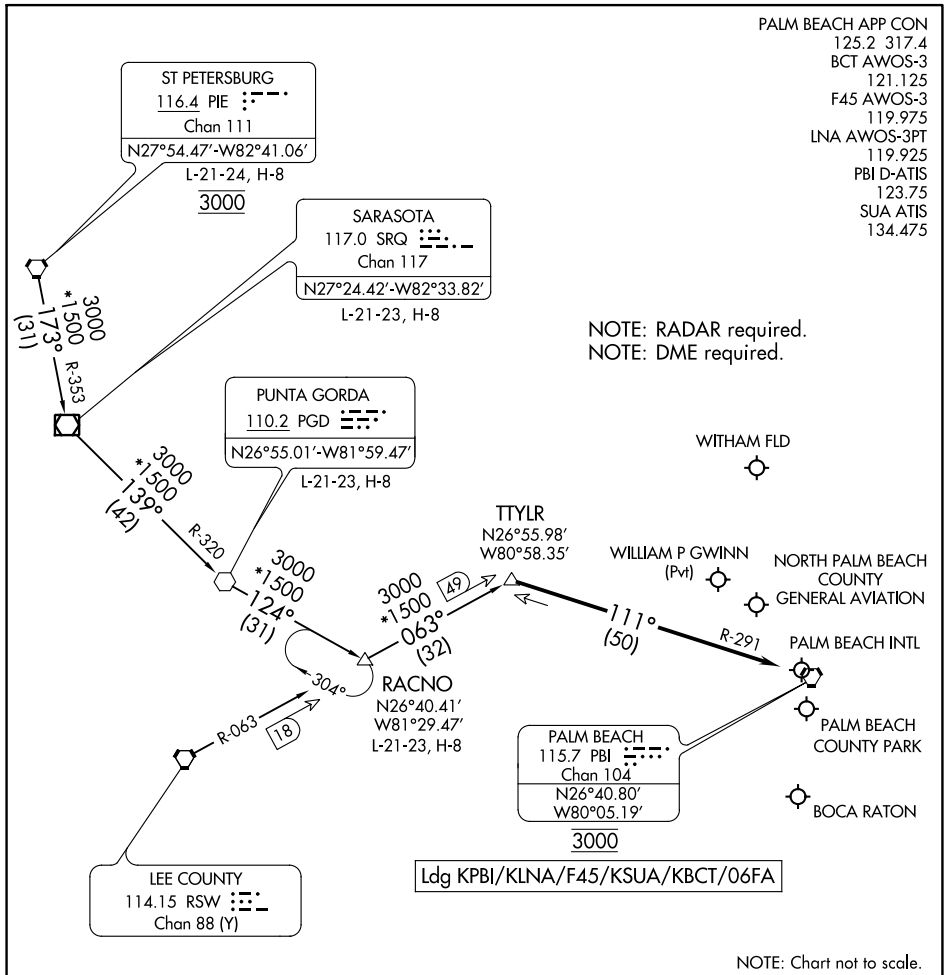 PALM BEACH APP CON
125.2 317.4
BCT AWOS-3
121.125
F45 AWOS-3
119.975
LNA AWOS-3PT
119.925
PBI D-ATIS
123.75
SUA ATIS
134.475
ST PETERSBURG
116.4 PIE
Chan 111
N27°54.47'-W82°41.06'
L-21-24, H-8
3000
SARASOTA
117.0 SRQ
Chan 117
N27°24.42'-W82°33.82'
L-21-23, H-8
3000
*1500
173°
(31)
R-353
NOTE: RADAR required.
NOTE: DME required.
PUNTA GORDA
110.2 PGD
N26°55.01'-W81°59.47'
L-21-23, H-8
3000
*1500
139°
(42)
R-320
WITHAM FLD
TTYLR
N26°55.98'
W80°58.35'
WILLIAM P GWINN
(Pvt)
NORTH PALM BEACH
COUNTY
GENERAL AVIATION
3000
*1500
124°
(31)
3000
*1500
063°
(32)
49
111°
(50)
R-291
PALM BEACH INTL
304°
RACNO
N26°40.41'
W81°29.47'
L-21-23, H-8
R-063
18
PALM BEACH
COUNTY PARK
PALM BEACH
115.7 PBI
Chan 104
N26°40.80'
W80°05.19'
3000
BOCA RATON
Ldg KPBI/KLNA/F45/KSUA/KBCT/06FA
LEE COUNTY
114.15 RSW
Chan 88 (Y)
NOTE: Chart not to scale.